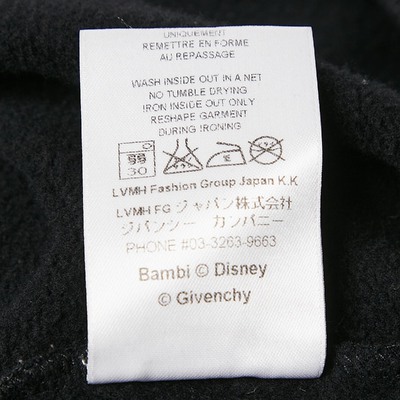 UNIQUEMENT
REMETTRE EN FORME
AU REPASSAGE
WASH INSIDE OUT IN A NET
NO TUMBLE DRYING
IRON INSIDE OUT ONLY
RESHAPE GARMENT
DURING IRONING
30
LVMH Fashion Group Japan K.K
LVMH FG ジャパン株式会社
ジバンシー カンパニー
PHONE #03-3263-9663
Bambi © Disney
© Givenchy